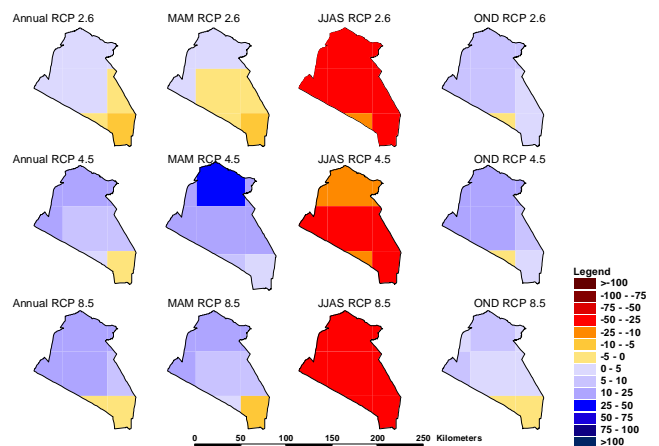 Annual RCP 2.6 MAM RCP 2.6 JJAS RCP 2.6 OND RCP 2.6
Annual RCP 4.5 MAM RCP 4.5 JJAS RCP 4.5 OND RCP 4.5
Annual RCP 8.5 MAM RCP 8.5 JJAS RCP 8.5 OND RCP 8.5
Legend
>-100
-100 - -75
-75 - -50
-50 - -25
-25 - -10
-10 - -5
-5 - 0
0 - 5
5 - 10
10 - 25
25 - 50
50 - 75
75 - 100
>100
0 50 100 150 200 250 Kilometers